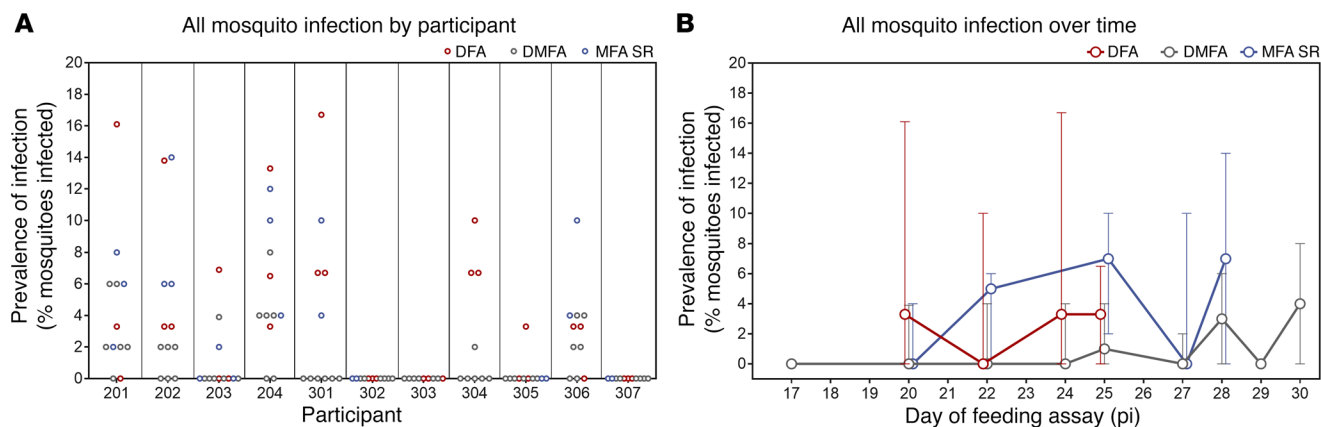 A
All mosquito infection by participant
DFA DMFA MFA SR
Prevalence of infection
(% mosquitoes infected)
20
18
16
14
12
10
8
6
4
2
0
201 202 203 204 301 302 303 304 305 306 307
Participant
B
All mosquito infection over time
DFA DMFA MFA SR
Prevalence of infection
(% mosquitoes infected)
20
18
16
14
12
10
8
6
4
2
0
17 18 19 20 21 22 23 24 25 26 27 28 29 30
Day of feeding assay (pi)